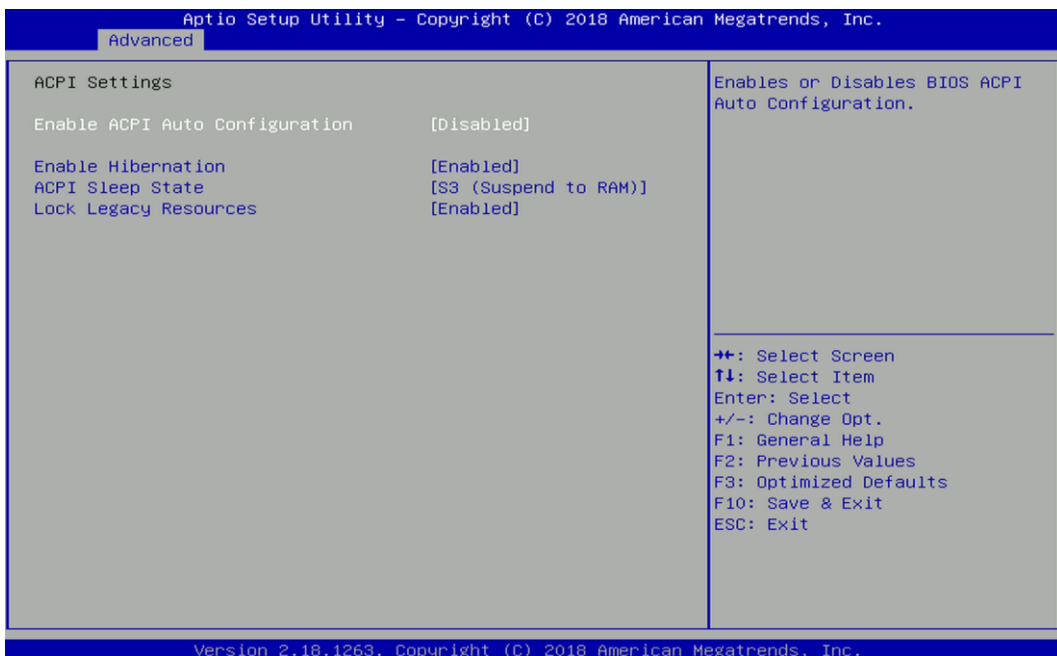 Aptio Setup Utility – Copyright (C) 2018 American Megatrends, Inc.
Advanced
ACPI Settings
Enable ACPI Auto Configuration [Disabled]
Enable Hibernation [Enabled]
ACPI Sleep State [S3 (Suspend to RAM)]
Lock Legacy Resources [Enabled]
Enables or Disables BIOS ACPI
Auto Configuration.
→←: Select Screen
↑↓: Select Item
Enter: Select
+/-: Change Opt.
F1: General Help
F2: Previous Values
F3: Optimized Defaults
F10: Save & Exit
ESC: Exit
Version 2.18.1263. Copyright (C) 2018 American Megatrends, Inc.